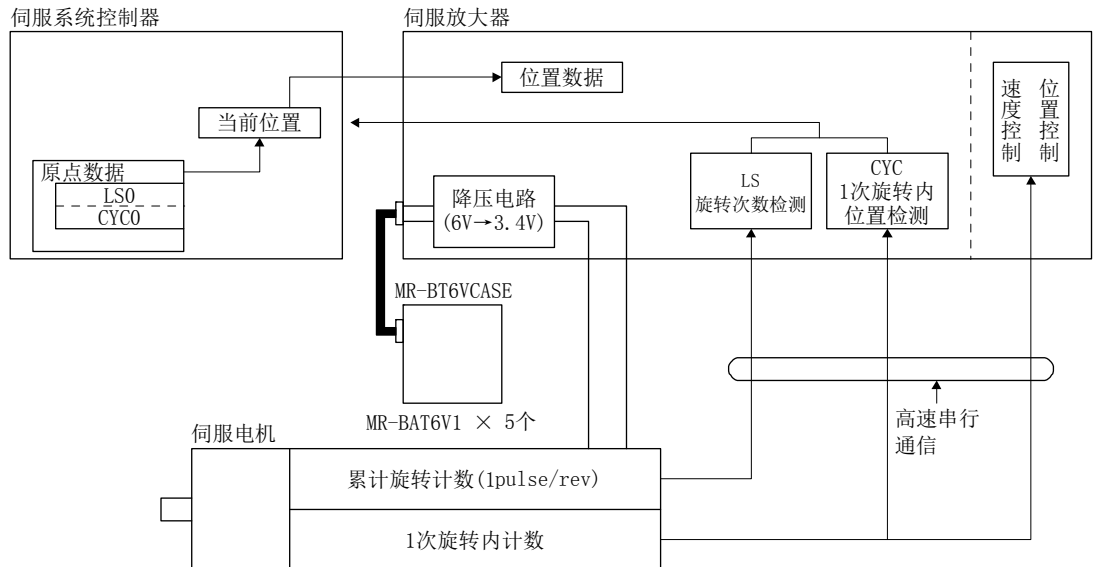 伺服系统控制器
伺服放大器
位置数据
当前位置
速度控制
位置控制
原点数据
LS0
CYC0
降压电路
(6V→3.4V)
LS
旋转次数检测
CYC
1次旋转内
位置检测
MR-BT6VCASE
MR-BAT6V1 × 5个
高速串行
通信
伺服电机
累计旋转计数(1pulse/rev)
1次旋转内计数